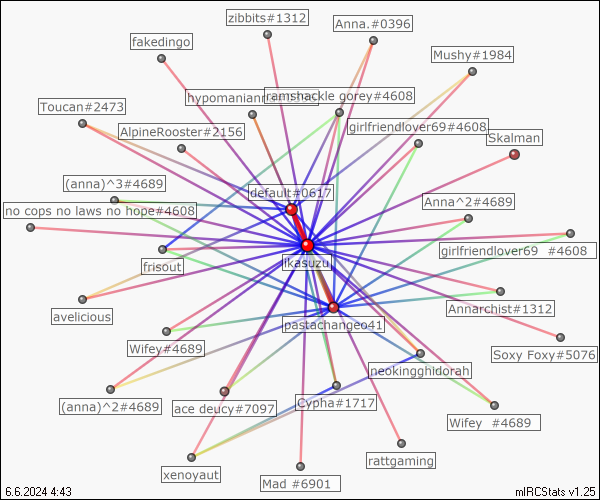 zibbits#1312
Anna.#0396
fakedingo
Mushy#1984
hypomanian
ramshackle gorey#4608
Toucan#2473
AlpineRooster#2156
girlfriendlover69#4608
Skalman
(anna)^3#4689
default#0617
Anna^2#4689
no cops no laws no hope#4608
girlfriendlover69 #4608
ikasuzu
frisout
Annarchist#1312
avelicious
pastachangeo41
Wifey#4689
Soxy Foxy#5076
neokingghidorah
(anna)^2#4689
ace deucy#7097
Cypha#1717
Wifey #4689
rattgaming
xenoyaut
Mad #6901
6.6.2024 4:43
mIRCStats v1.25